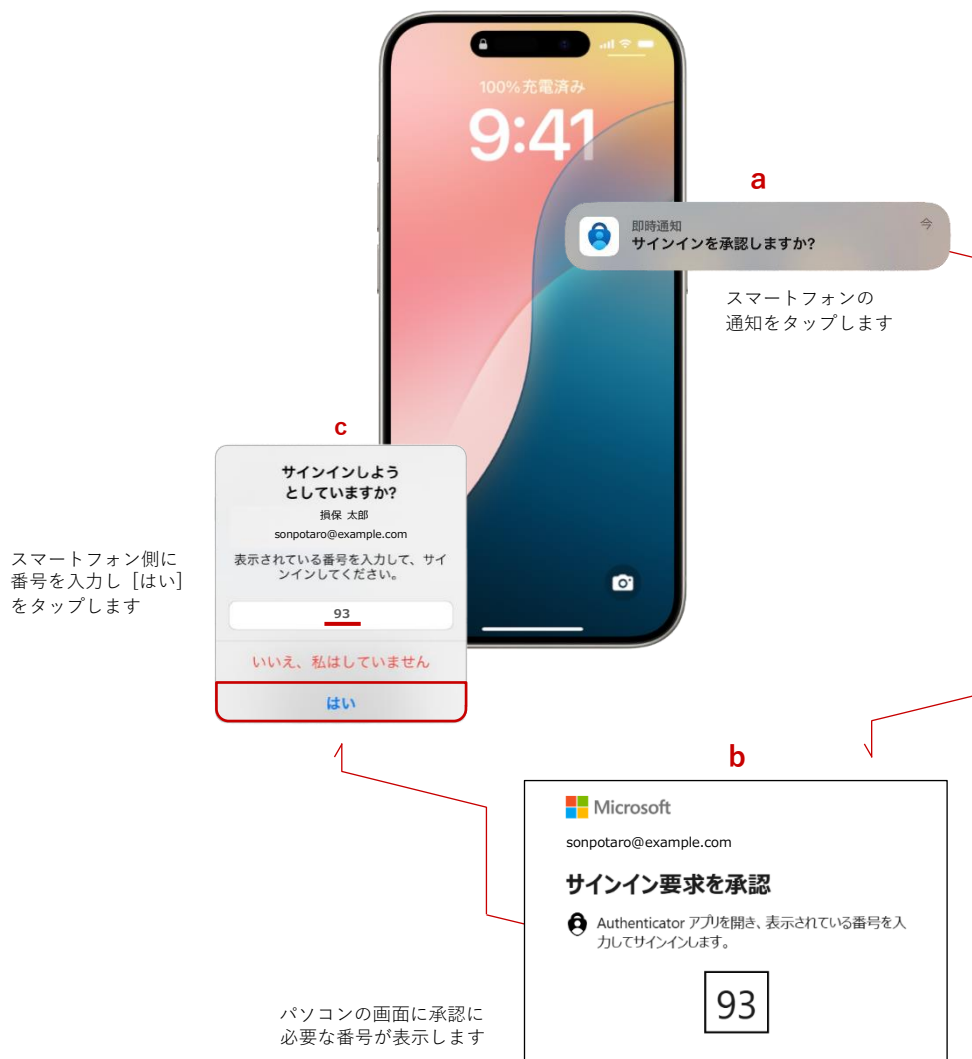 100%充電済み
9:41
a
即時通知
今
サインインを承認しますか?
スマートフォンの
通知をタップします
c
サインインしよう
としていますか?
損保 太郎
sonpotaro@example.com
表示されている番号を入力して、サイ
ンインしてください。
93
いいえ、私はしていません
はい
スマートフォン側に
番号を入力し [はい]
をタップします
b
Microsoft
sonpotaro@example.com
サインイン要求を承認
Authenticator アプリを開き、表示されている番号を入
力してサインインします。
93
パソコンの画面に承認に
必要な番号が表示します